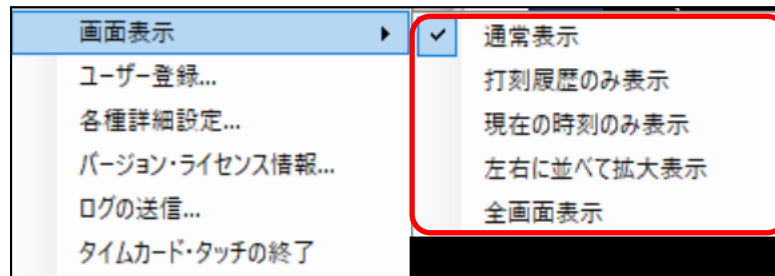 画面表示
ユーザー登録...
各種詳細設定...
バージョン・ライセンス情報...
ログの送信...
タイムカード・タッチの終了
通常表示
打刻履歴のみ表示
現在の時刻のみ表示
左右に並べて拡大表示
全画面表示